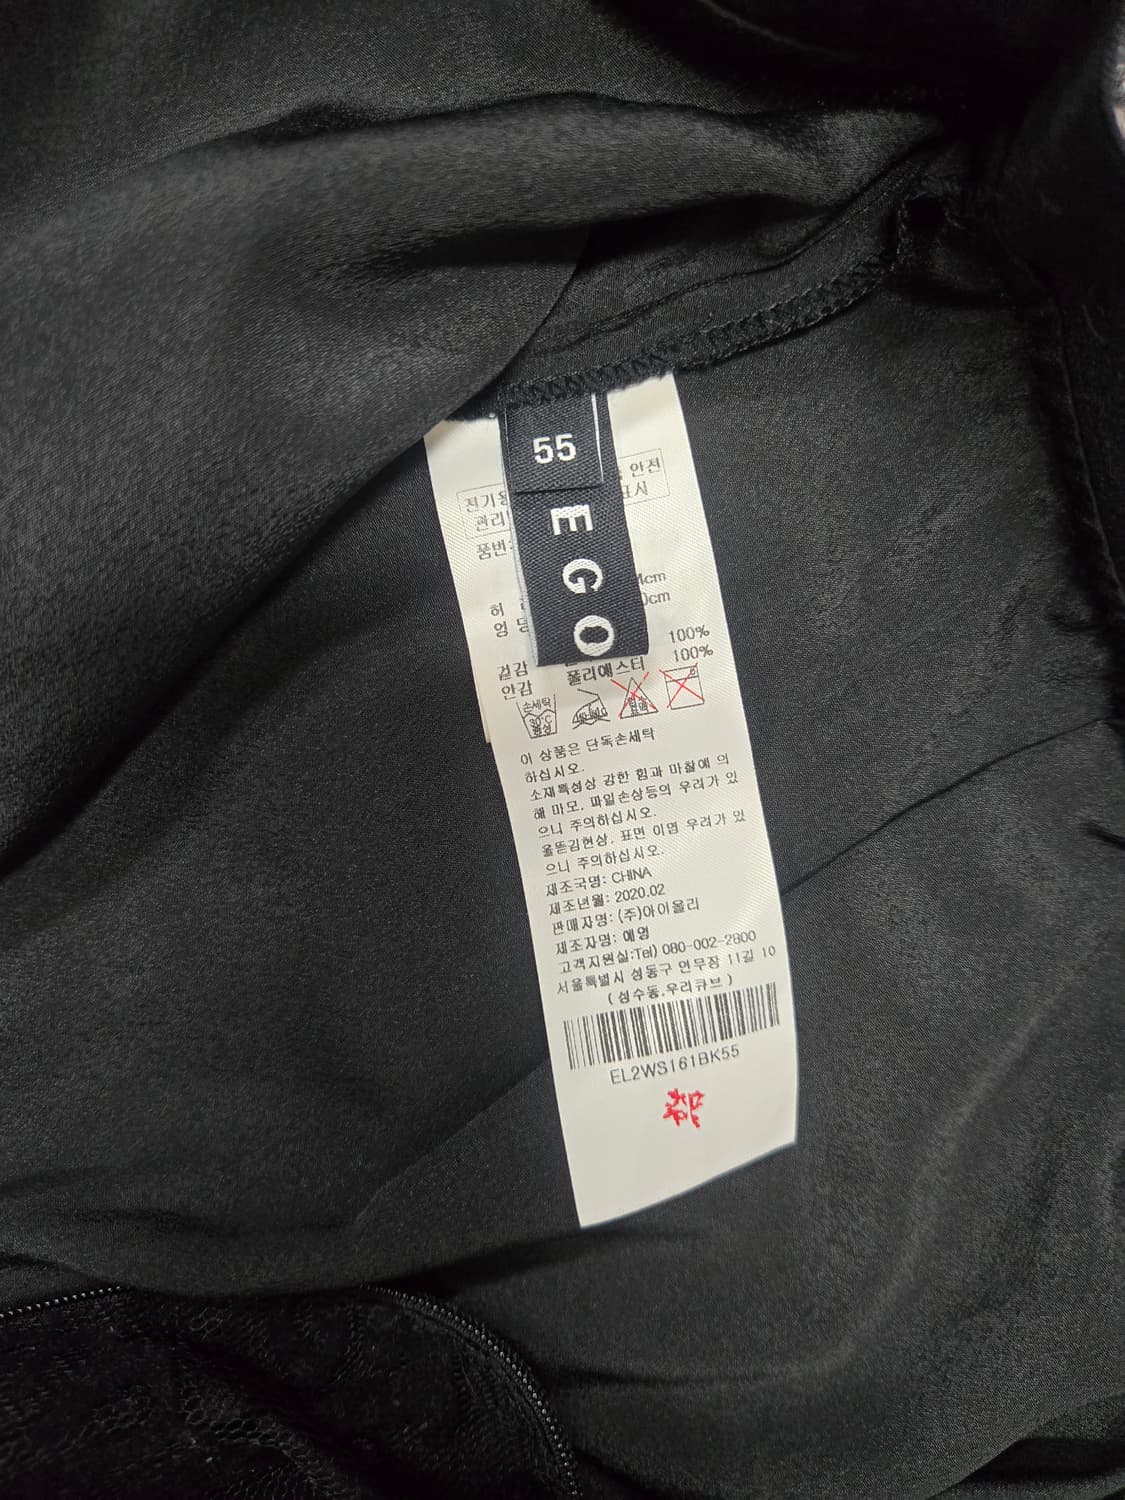 55
EGO
안전
전기용
표시
관리
품번
cm
허
0cm
엉덩
겉감 100%
안감 폴리에스터 100%
손세탁
30°C
중성
이 상품은 단독손세탁
하십시오.
소재특성상 강한 힘과 마찰에 의
해 마모, 파일손상등의 우려가 있
으니 주의하십시오.
올뜯김현상, 표면 이염 우려가 있
으니 주의하십시오.
제조국명: CHINA
제조년월: 2020.02
판매자명: (주)아이올리
제조자명: 예영
고객지원실:Tel) 080-002-2800
서울특별시 성동구 연무장 11길 10
(성수동,우리큐브)
EL2WS161BK55